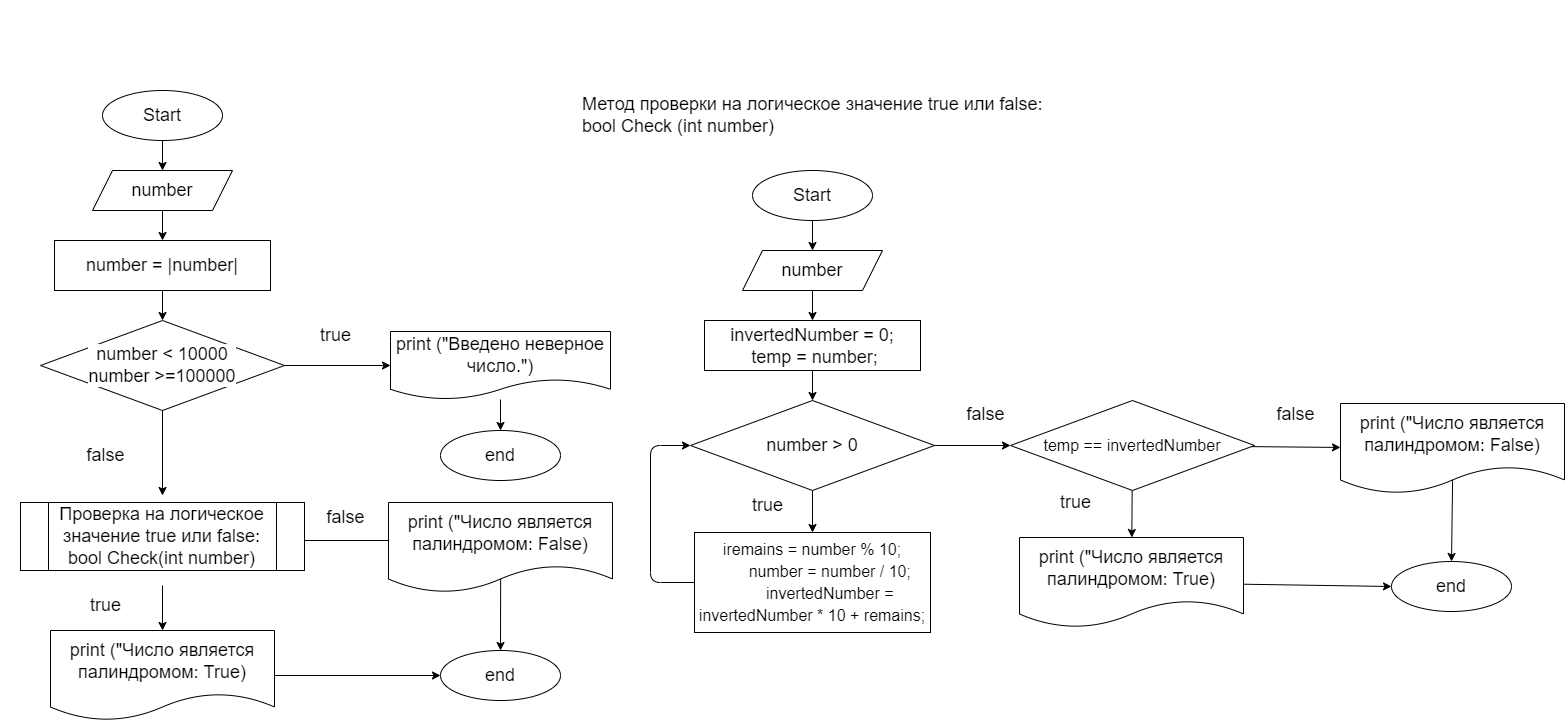 Start
number
number = |number|
number < 10000
number >=100000
true
print ("Введено неверное
число.")
end
false
Проверка на логическое
значение true или false:
bool Check(int number)
false
print ("Число является
палиндромом: False)
true
print ("Число является
палиндромом: True)
end
Метод проверки на логическое значение true или false:
bool Check (int number)
Start
number
invertedNumber = 0;
temp = number;
number > 0
false
temp == invertedNumber
false
print ("Число является
палиндромом: False)
true
iremains = number % 10;
number = number / 10;
invertedNumber =
invertedNumber * 10 + remains;
true
print ("Число является
палиндромом: True)
end